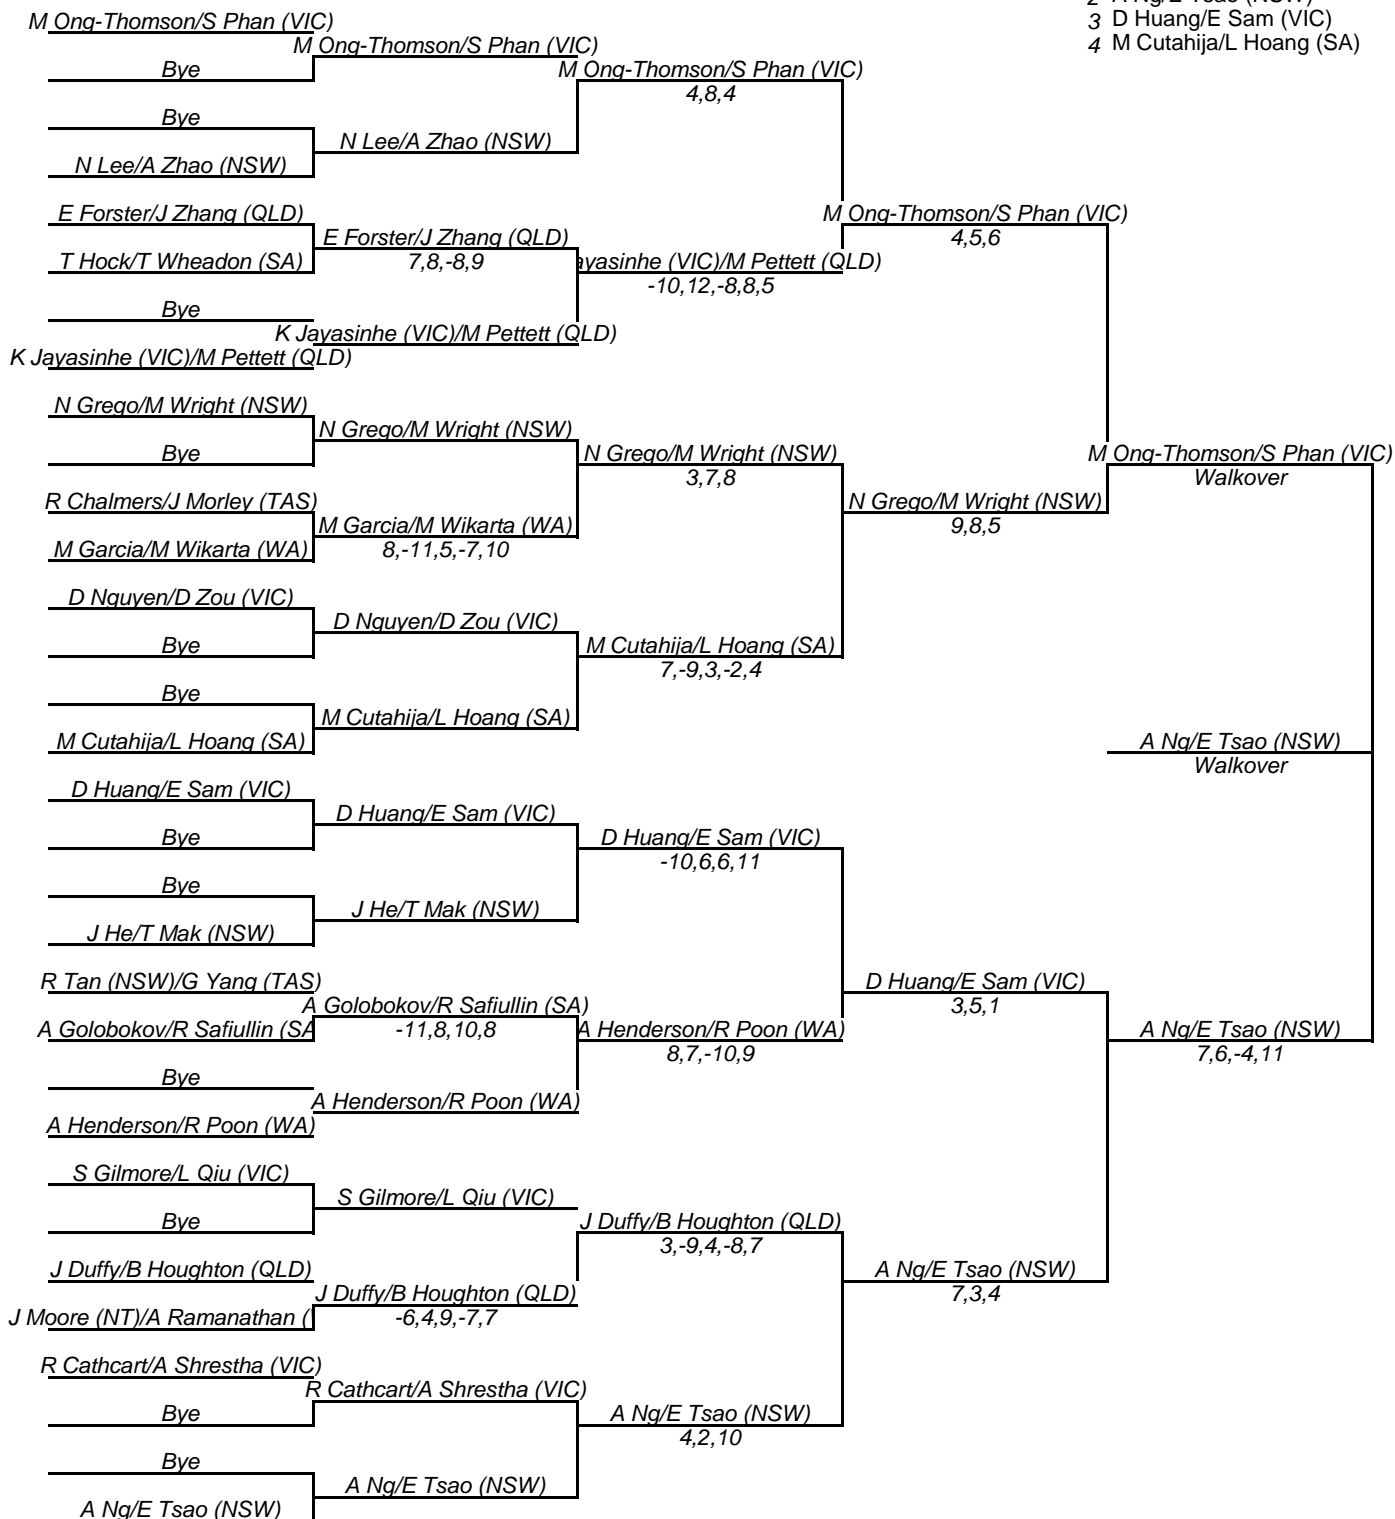 2 A Ng/E Tsao (NSW)
3 D Huang/E Sam (VIC)
4 M Cutahija/L Hoang (SA)
M Ong-Thomson/S Phan (VIC)
Bye
Bye
N Lee/A Zhao (NSW)
E Forster/J Zhang (QLD)
T Hock/T Wheadon (SA)
Bye
K Jayasinhe (VIC)/M Pettett (QLD)
N Grego/M Wright (NSW)
Bye
R Chalmers/J Morley (TAS)
M Garcia/M Wikarta (WA)
D Nguyen/D Zou (VIC)
Bye
Bye
M Cutahija/L Hoang (SA)
D Huang/E Sam (VIC)
Bye
Bye
J He/T Mak (NSW)
R Tan (NSW)/G Yang (TAS)
A Golobokov/R Safiullin (SA
Bye
A Henderson/R Poon (WA)
S Gilmore/L Qiu (VIC)
Bye
J Duffy/B Houghton (QLD)
J Moore (NT)/A Ramanathan (
R Cathcart/A Shrestha (VIC)
Bye
Bye
A Ng/E Tsao (NSW)
M Ong-Thomson/S Phan (VIC)
N Lee/A Zhao (NSW)
E Forster/J Zhang (QLD)
7,8,-8,9
K Jayasinhe (VIC)/M Pettett (QLD)
N Grego/M Wright (NSW)
M Garcia/M Wikarta (WA)
8,-11,5,-7,10
D Nguyen/D Zou (VIC)
M Cutahija/L Hoang (SA)
D Huang/E Sam (VIC)
J He/T Mak (NSW)
A Golobokov/R Safiullin (SA)
-11,8,10,8
A Henderson/R Poon (WA)
S Gilmore/L Qiu (VIC)
J Duffy/B Houghton (QLD)
-6,4,9,-7,7
R Cathcart/A Shrestha (VIC)
A Ng/E Tsao (NSW)
M Ong-Thomson/S Phan (VIC)
4,8,4
ayasinhe (VIC)/M Pettett (QLD)
-10,12,-8,8,5
N Grego/M Wright (NSW)
3,7,8
M Cutahija/L Hoang (SA)
7,-9,3,-2,4
D Huang/E Sam (VIC)
-10,6,6,11
A Henderson/R Poon (WA)
8,7,-10,9
J Duffy/B Houghton (QLD)
3,-9,4,-8,7
A Ng/E Tsao (NSW)
4,2,10
M Ong-Thomson/S Phan (VIC)
4,5,6
N Grego/M Wright (NSW)
9,8,5
D Huang/E Sam (VIC)
3,5,1
A Ng/E Tsao (NSW)
7,3,4
M Ong-Thomson/S Phan (VIC)
Walkover
A Ng/E Tsao (NSW)
7,6,-4,11
A Ng/E Tsao (NSW)
Walkover